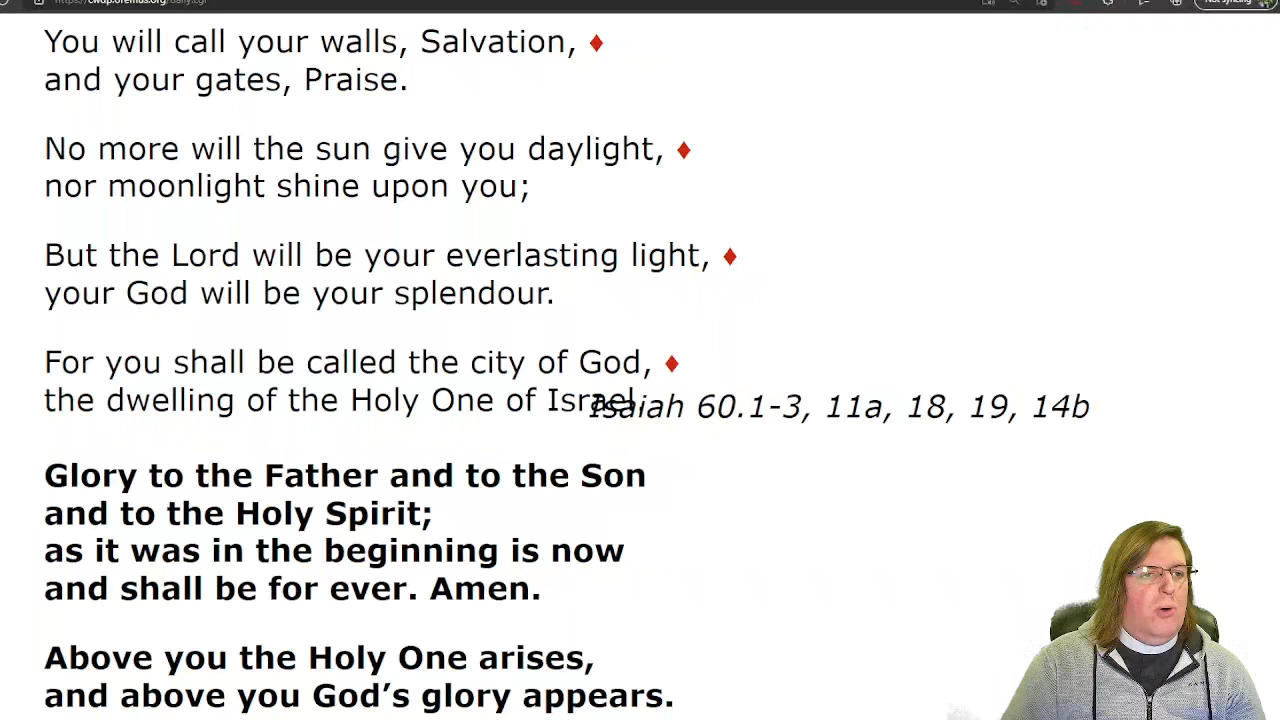 You will call your walls, Salvation, ♦
and your gates, Praise.
No more will the sun give you daylight, ♦
nor moonlight shine upon you;
But the Lord will be your everlasting light, ♦
your God will be your splendour.
For you shall be called the city of God, ♦
the dwelling of the Holy One of Israel.
Isaiah 60.1-3, 11a, 18, 19, 14b
Glory to the Father and to the Son
and to the Holy Spirit;
as it was in the beginning is now
and shall be for ever. Amen.
Above you the Holy One arises,
and above you God’s glory appears.